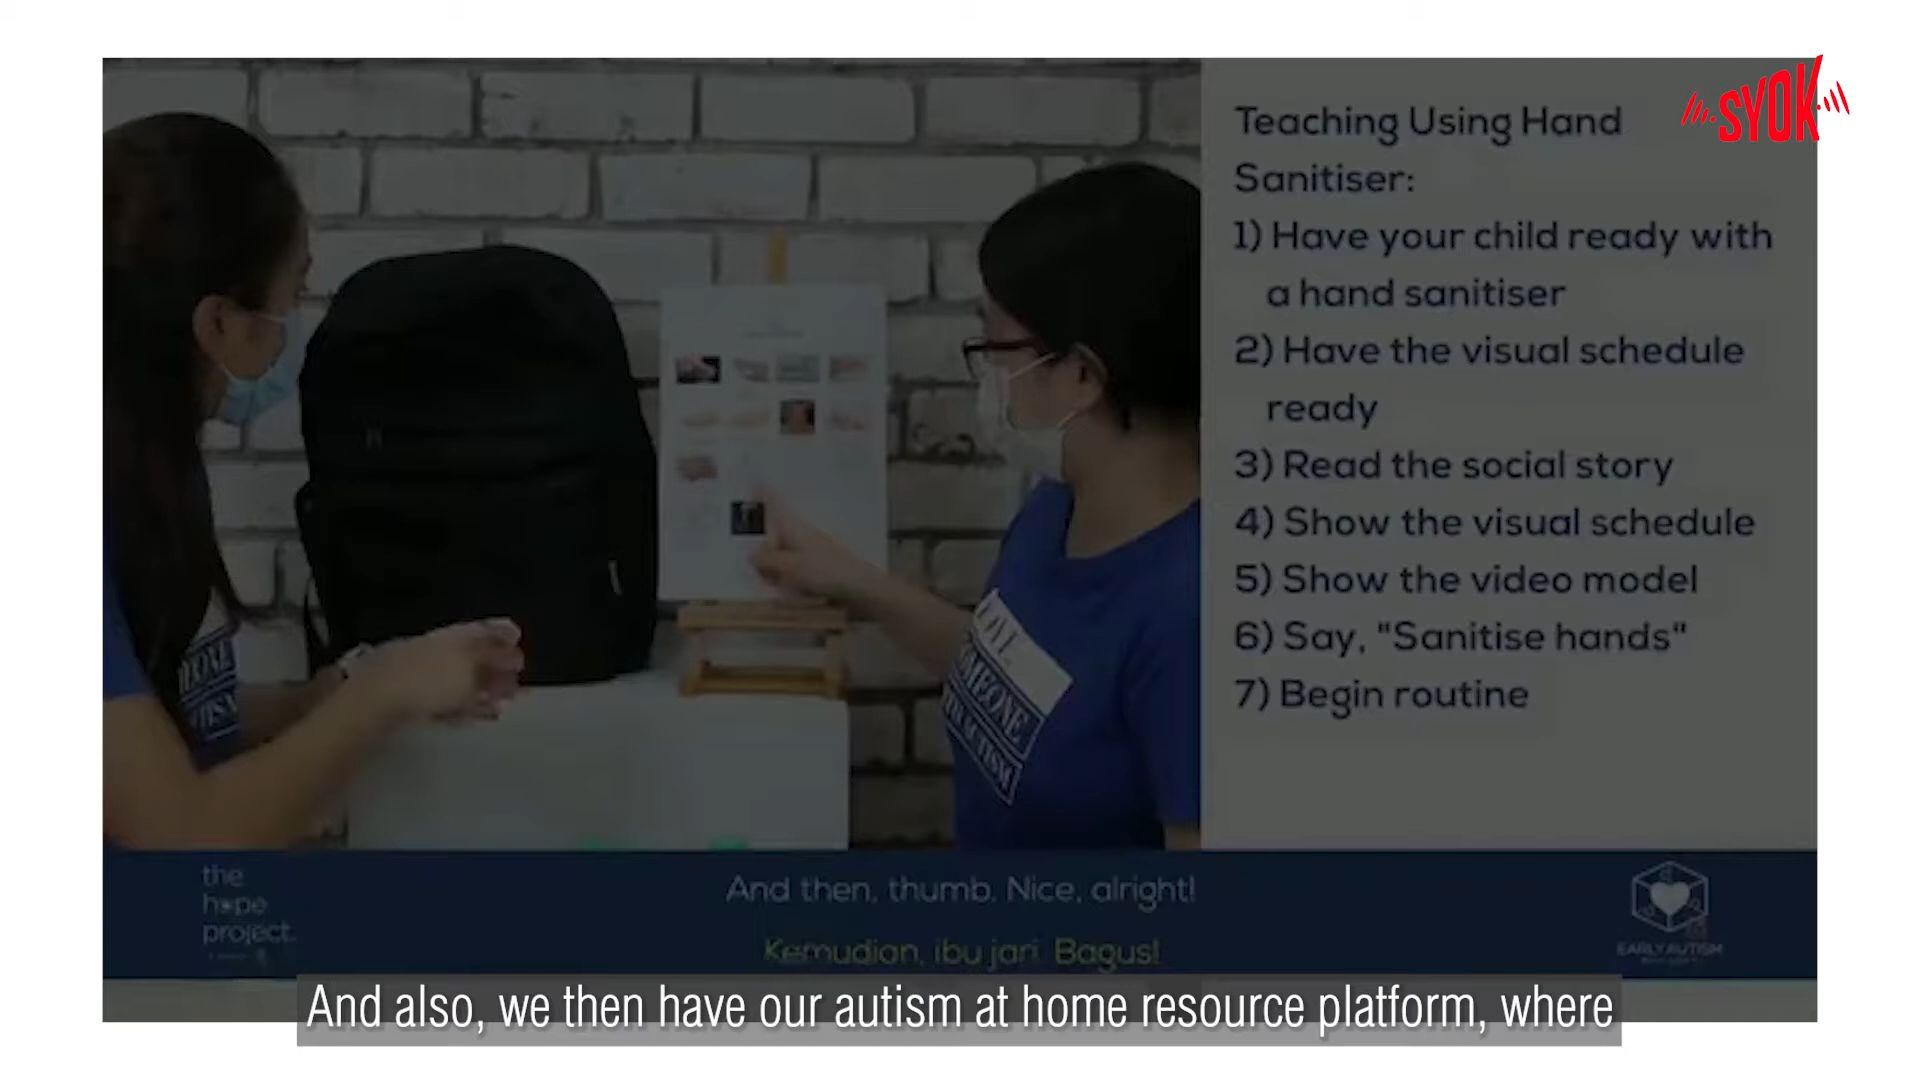 SYOK
Teaching Using Hand
Sanitiser:
1) Have your child ready with
a hand sanitiser
2) Have the visual schedule
ready
3) Read the social story
4) Show the visual schedule
5) Show the video model
6) Say, "Sanitise hands"
7) Begin routine
the
hope
project.
And then, thumb. Nice, alright!
Kemudian, ibu jari. Bagus!
EARLY AUTISM
And also, we then have our autism at home resource platform, where